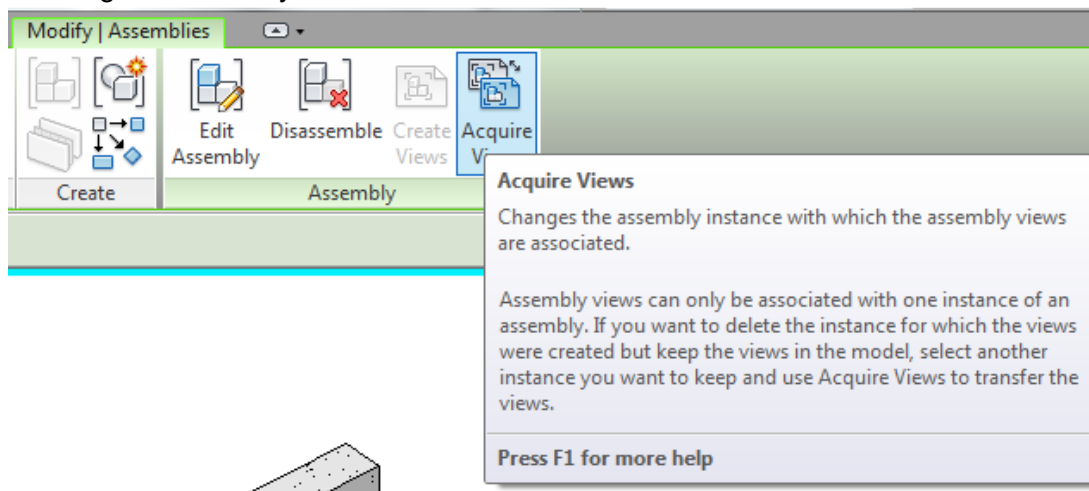 Modify | Assemblies
Edit Assembly
Disassemble
Create Views
Acquire
Create
Assembly
Acquire Views
Changes the assembly instance with which the assembly views
are associated.
Assembly views can only be associated with one instance of an
assembly. If you want to delete the instance for which the views
were created but keep the views in the model, select another
instance you want to keep and use Acquire Views to transfer the
views.
Press F1 for more help